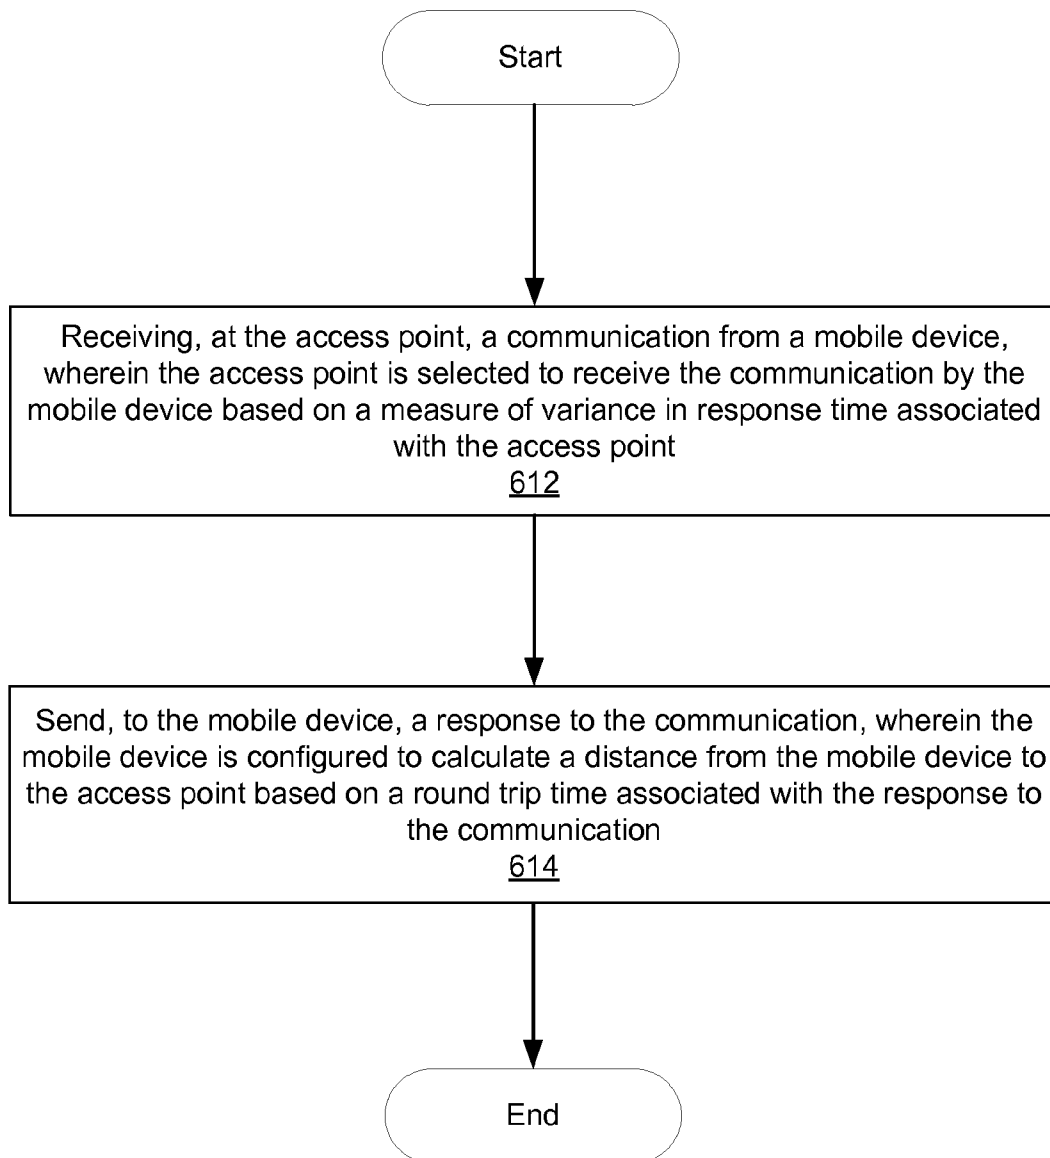 Start
Receiving, at the access point, a communication from a mobile device,
wherein the access point is selected to receive the communication by the
mobile device based on a measure of variance in response time associated
with the access point
612
Send, to the mobile device, a response to the communication, wherein the
mobile device is configured to calculate a distance from the mobile device to
the access point based on a round trip time associated with the response to
the communication
614
End